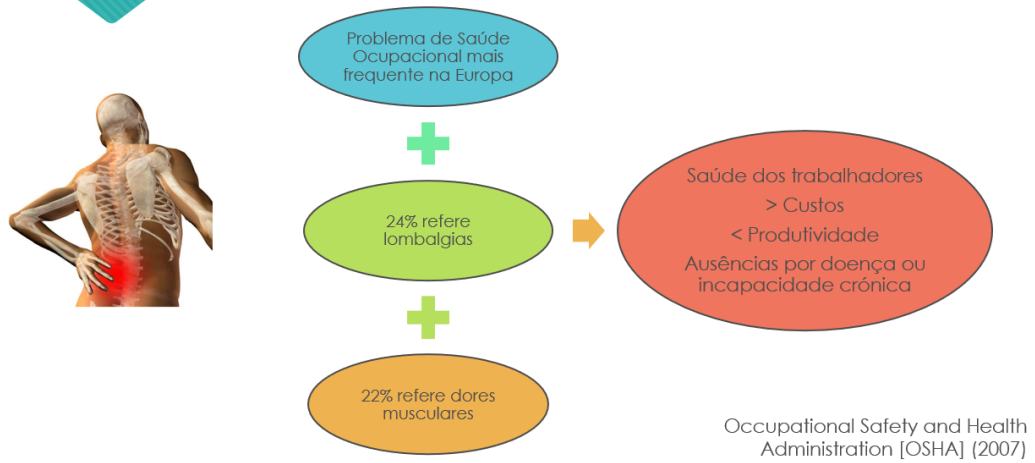 Problema de Saúde
Ocupacional mais
frequente na Europa
24% refere
lombalgias
22% refere dores
musculares
Saúde dos trabalhadores
> Custos
< Produtividade
Ausências por doença ou
incapacidade crónica
Occupational Safety and Health
Administration [OSHA] (2007)